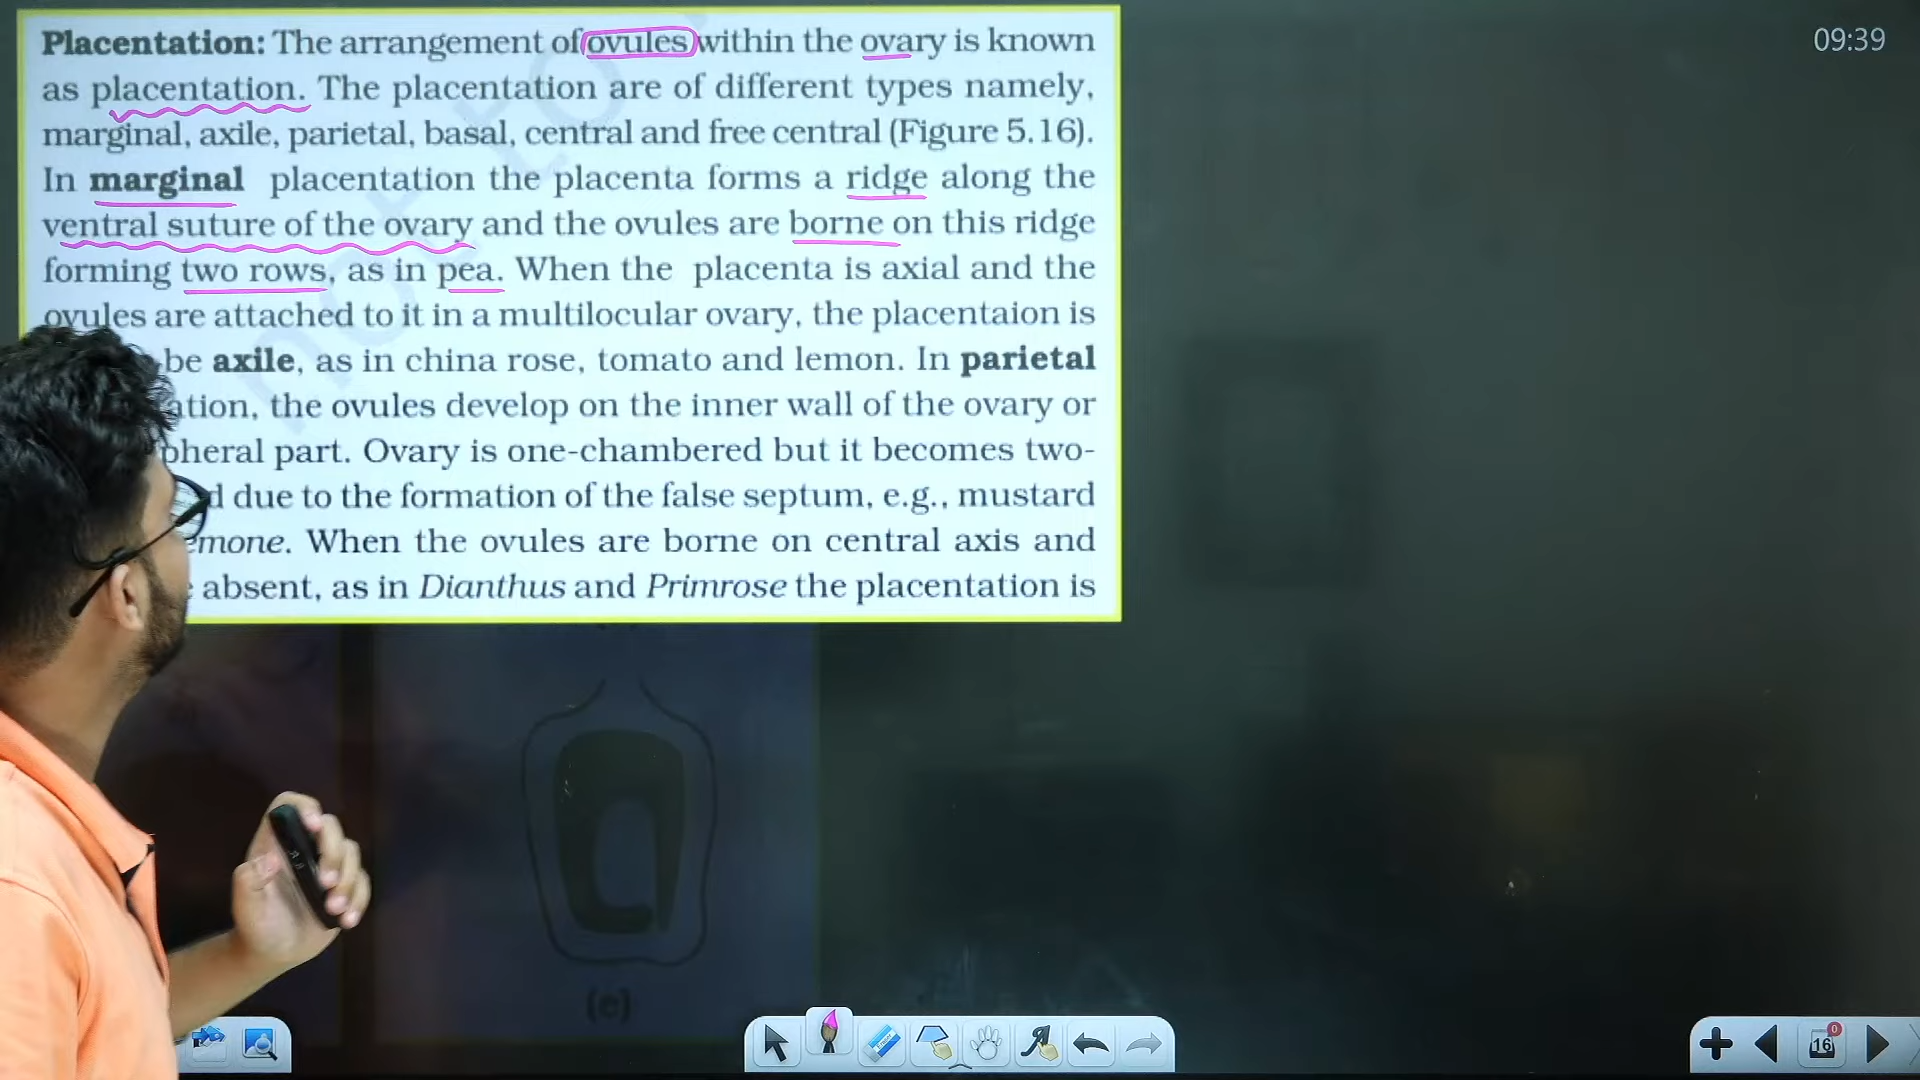 Placentation: The arrangement of ovules within the ovary is known
09:39
as placentation. The placentation are of different types namely,
marginal, axile, parietal, basal, central and free central (Figure 5.16).
In marginal placentation the placenta forms a ridge along the
ventral suture of the ovary and the ovules are borne on this ridge
forming two rows, as in pea. When the placenta is axial and the
ovules are attached to it in a multilocular ovary, the placentaion is
be axile, as in china rose, tomato and lemon. In parietal
ation, the ovules develop on the inner wall of the ovary or
pheral part. Ovary is one-chambered but it becomes two-
d due to the formation of the false septum, e.g., mustard
emone. When the ovules are borne on central axis and
absent, as in Dianthus and Primrose the placentation is
(e)
16
0